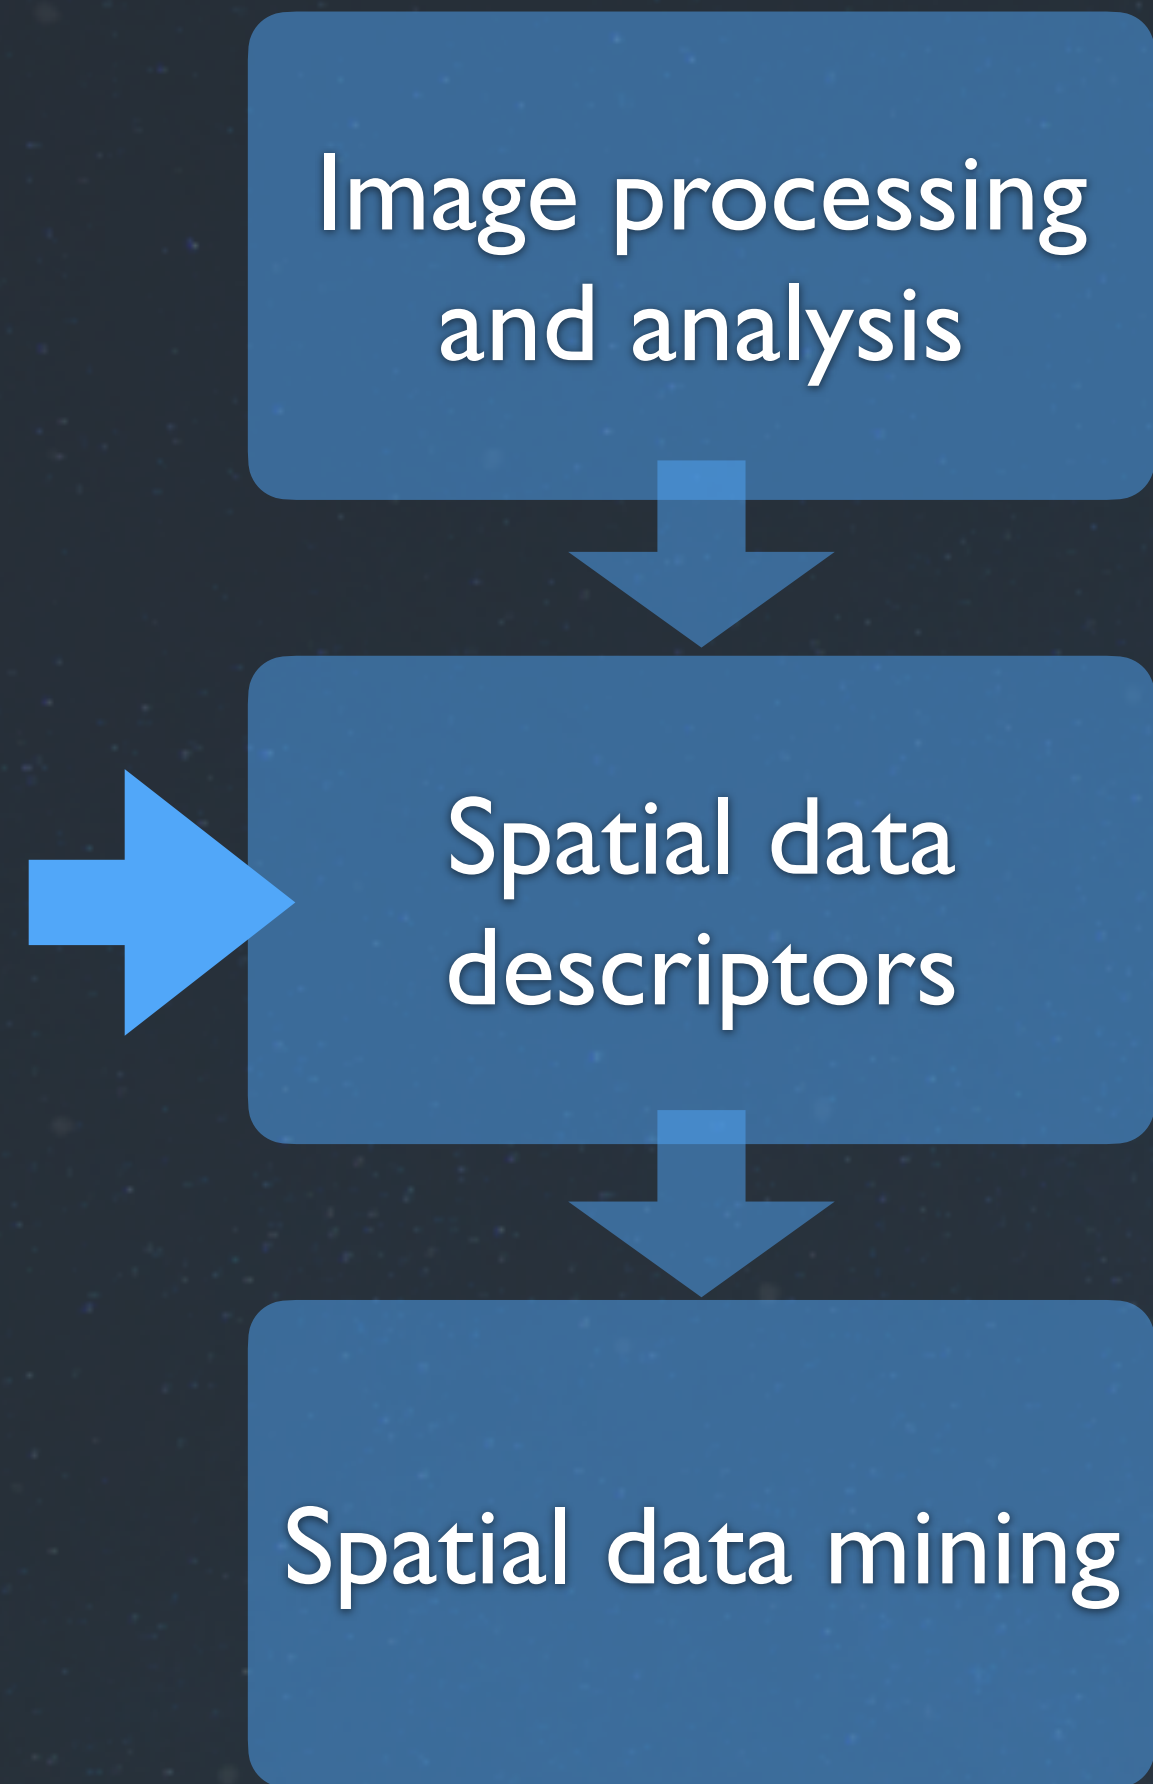 Image processing
and analysis
Spatial data
descriptors
Spatial data mining